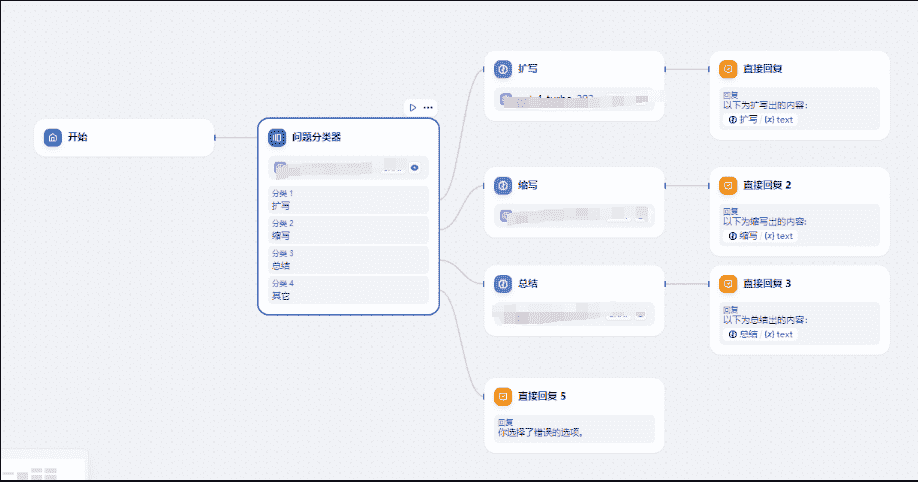 开始
问题分类器
分类 1
扩写
分类 2
缩写
分类 3
总结
分类 4
其它
扩写
直接回复
回复
以下为扩写出的内容:
扩写 {x} text
缩写
直接回复 2
回复
以下为缩写出的内容:
缩写 {x} text
总结
直接回复 3
回复
以下为总结出的内容:
总结 {x} text
直接回复 5
回复
你选择了错误的选项。